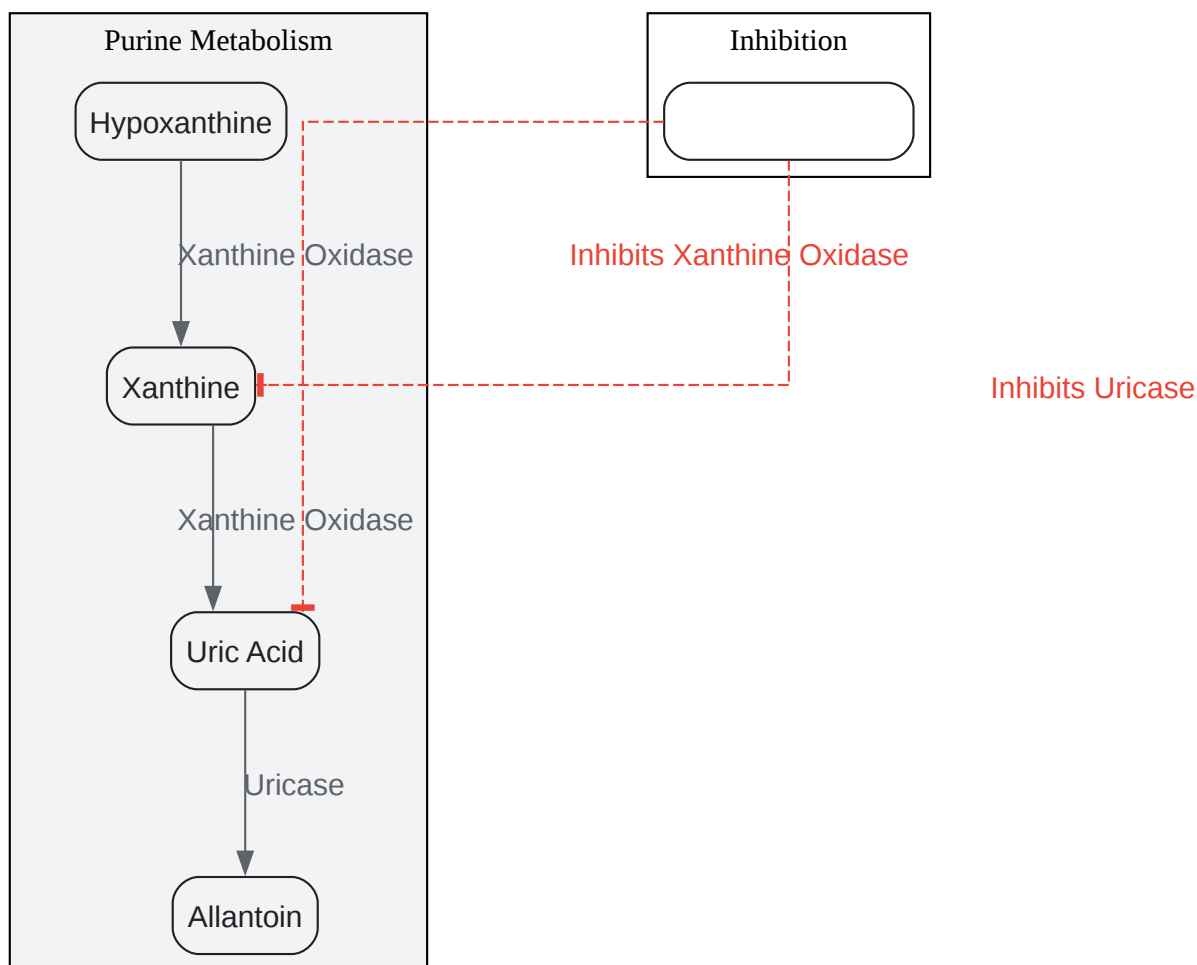 Purine Metabolism
Inhibition
Hypoxanthine
Xanthine Oxidase
Inhibits Xanthine Oxidase
Xanthine
Inhibits Uricase
Xanthine Oxidase
Uric Acid
Uricase
Allantoin